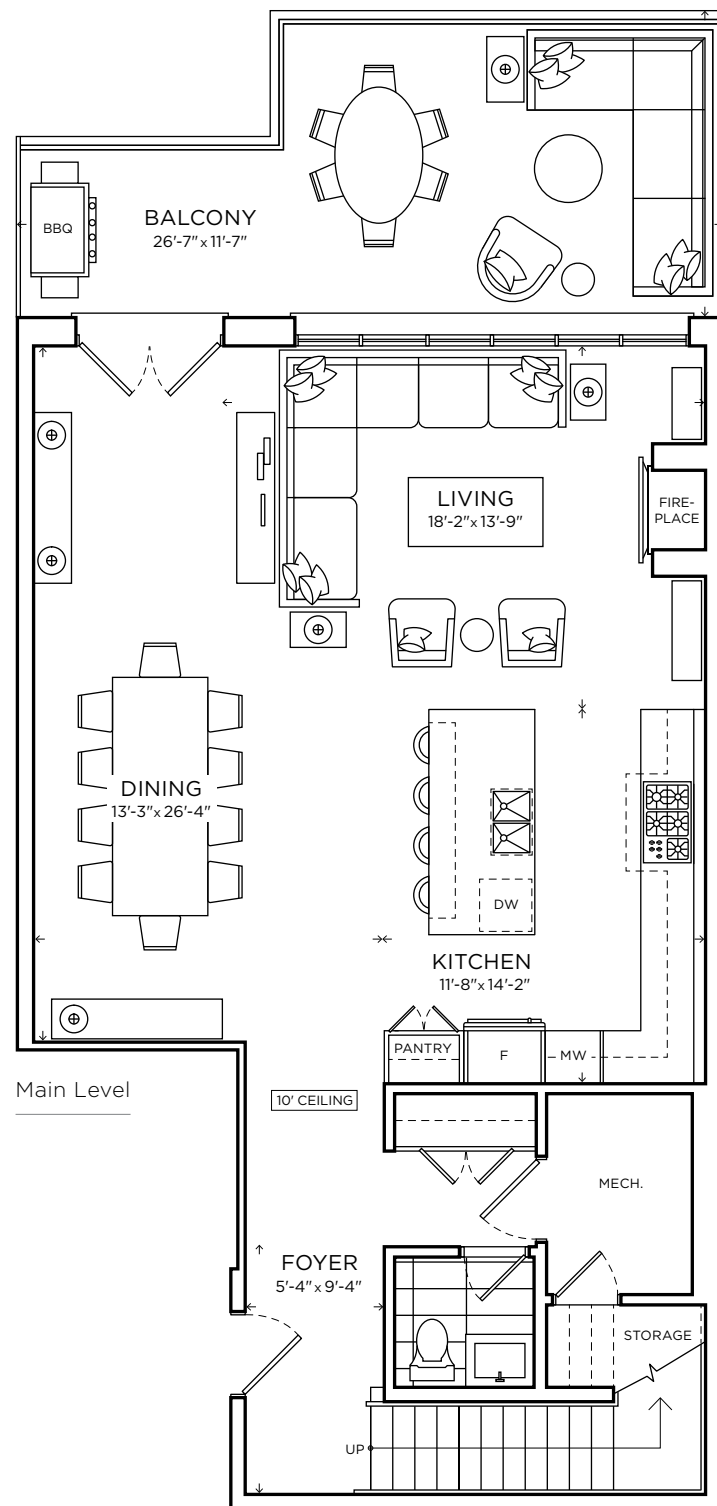 BALCONY
26'-7" x 11'-7"
BBQ
LIVING
18'-2" x 13'-9"
FIRE-
PLACE
DINING
13'-3" x 26'-4"
DW
KITCHEN
11'-8" x 14'-2"
PANTRY
F
MW
Main Level
10' CEILING
MECH.
FOYER
5'-4" x 9'-4"
STORAGE
UP